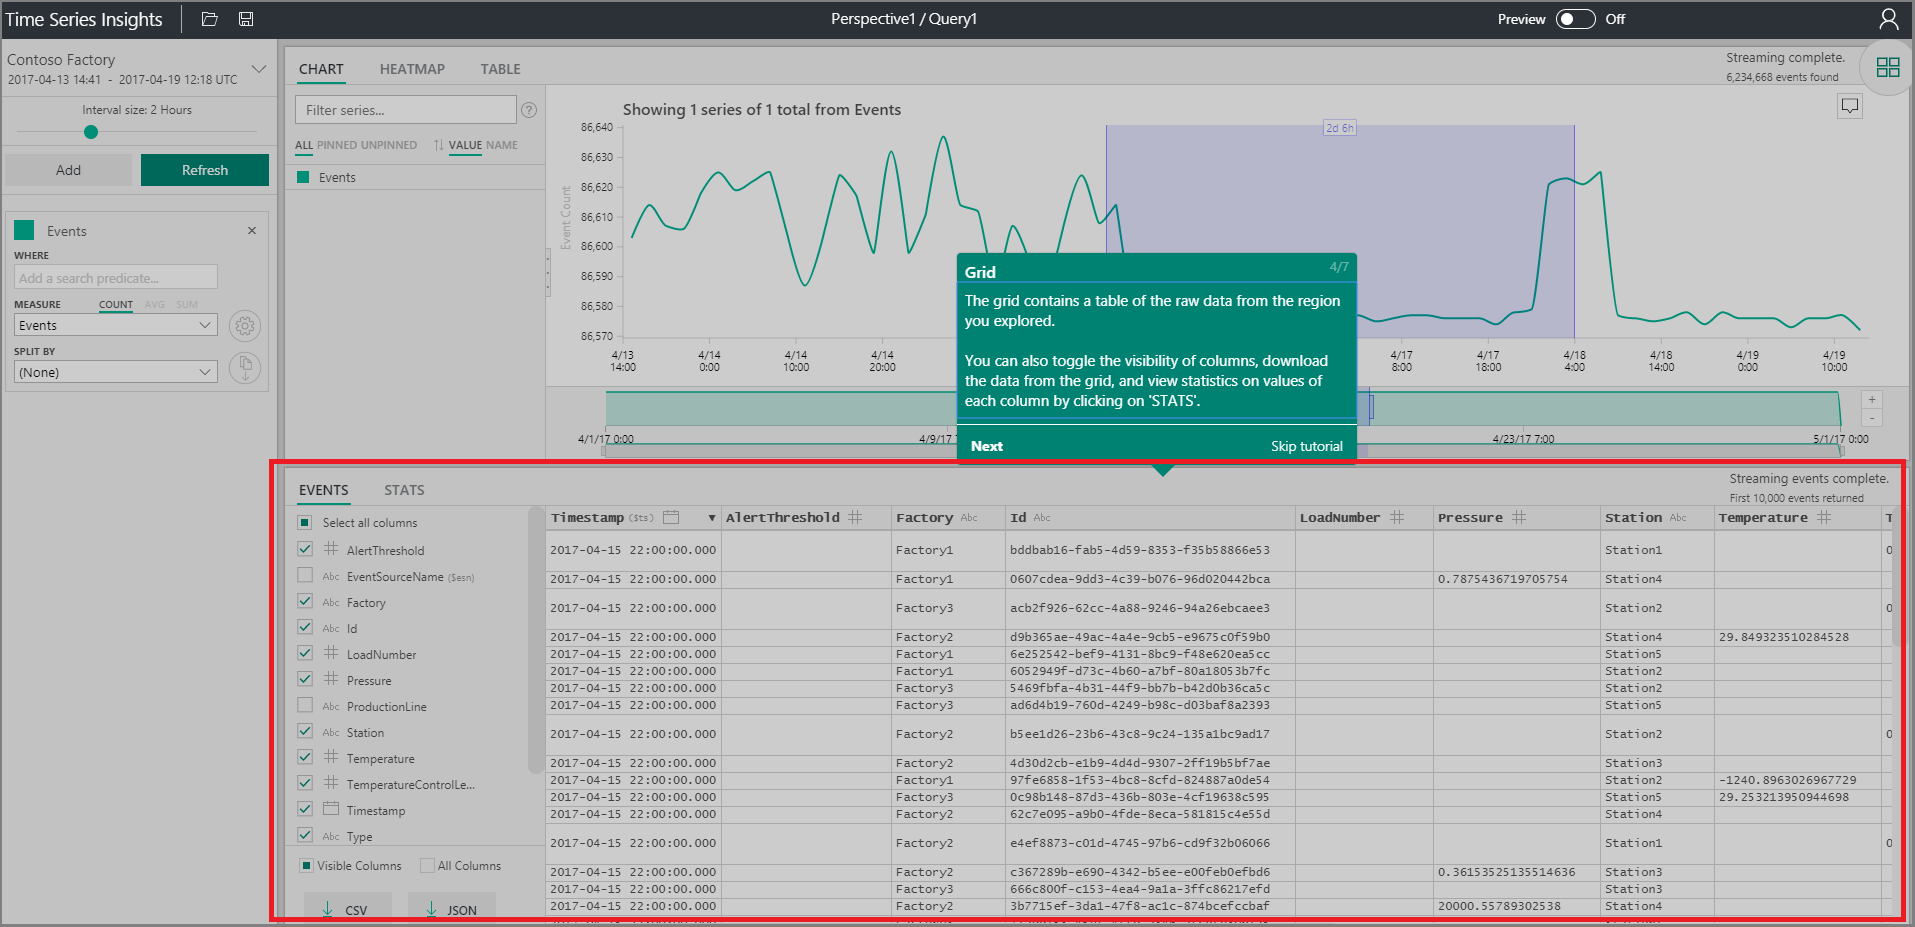 Time Series Insights
Perspective1 / Query1
Preview Off
Contoso Factory
2017-04-13 14:41 - 2017-04-19 12:18 UTC
Interval size: 2 Hours
Add Refresh
Events ×
WHERE
Add a search predicate...
MEASURE COUNT AVG SUM
Events
SPLIT BY
(None)
CHART HEATMAP TABLE
Streaming complete.
6,234,668 events found
Filter series... ?
ALL PINNED UNPINNED VALUE NAME
Events
Showing 1 series of 1 total from Events
Event Count
86,640
86,630
86,620
86,610
86,600
86,590
86,580
86,570
2d 6h
4/13 4/14 4/14 4/14 4/17 4/17 4/18 4/18 4/19 4/19
14:00 0:00 10:00 20:00 8:00 18:00 4:00 14:00 0:00 10:00
+
-
4/1/17 0:00 4/9/17 4/23/17 7:00 5/1/17 0:00
Grid 4/7
The grid contains a table of the raw data from the region
you explored.
You can also toggle the visibility of columns, download
the data from the grid, and view statistics on values of
each column by clicking on 'STATS'.
Next Skip tutorial
EVENTS STATS
Streaming events complete.
First 10,000 events returned
Select all columns
AlertThreshold
Abc EventSourceName ($esn)
Abc Factory
Abc Id
LoadNumber
Pressure
Abc ProductionLine
Abc Station
Temperature
TemperatureControlLe...
Timestamp
Abc Type
Visible Columns All Columns
CSV JSON
Timestamp ($ts) AlertThreshold Factory Abc Id Abc LoadNumber Pressure Station Abc Temperature T
2017-04-15 22:00:00.000 Factory1 bddbab16-fab5-4d59-8353-f35b58866e53 Station1 0
2017-04-15 22:00:00.000 Factory1 0607cdea-9dd3-4c39-b076-96d020442bca 0.7875436719705754 Station4
2017-04-15 22:00:00.000 Factory3 acb2f926-62cc-4a88-9246-94a26ebcaee3 Station2 0
2017-04-15 22:00:00.000 Factory2 d9b365ae-49ac-4a4e-9cb5-e9675c0f59b0 Station4 29.849323510284528
2017-04-15 22:00:00.000 Factory1 6e252542-bef9-4131-8bc9-f48e620ea5cc Station5
2017-04-15 22:00:00.000 Factory1 6052949f-d73c-4b60-a7bf-80a18053b7fc Station2
2017-04-15 22:00:00.000 Factory3 5469fbfa-4b31-44f9-bb7b-b42d0b36ca5c Station2
2017-04-15 22:00:00.000 Factory3 ad6d4b19-760d-4249-b98c-d03baf8a2393 Station5
2017-04-15 22:00:00.000 Factory2 b5ee1d26-23b6-43c8-9c24-135a1bc9ad17 Station2 0
2017-04-15 22:00:00.000 Factory2 4d30d2cb-e1b9-4d4d-9307-2ff19b5bf7ae Station3
2017-04-15 22:00:00.000 Factory1 97fe6858-1f53-4bc8-8cfd-824887a0de54 Station2 -1240.8963026967729
2017-04-15 22:00:00.000 Factory3 0c98b148-87d3-436b-803e-4cf19638c595 Station5 29.253213950944698
2017-04-15 22:00:00.000 Factory2 62c7e095-a9b0-4fde-8eca-581815c4e55d Station4
2017-04-15 22:00:00.000 Factory2 e4ef8873-c01d-4745-97b6-cd9f32b06066 Station1 0
2017-04-15 22:00:00.000 Factory2 c367289b-e690-4342-b5ee-e00feb0efbd6 0.36153525135514636 Station3
2017-04-15 22:00:00.000 Factory3 666c800f-c153-4ea4-9a1a-3ffc86217efd Station3
2017-04-15 22:00:00.000 Factory2 3b7715ef-3da1-47f8-ac1c-874bcefccbaf 20000.55789302538 Station4